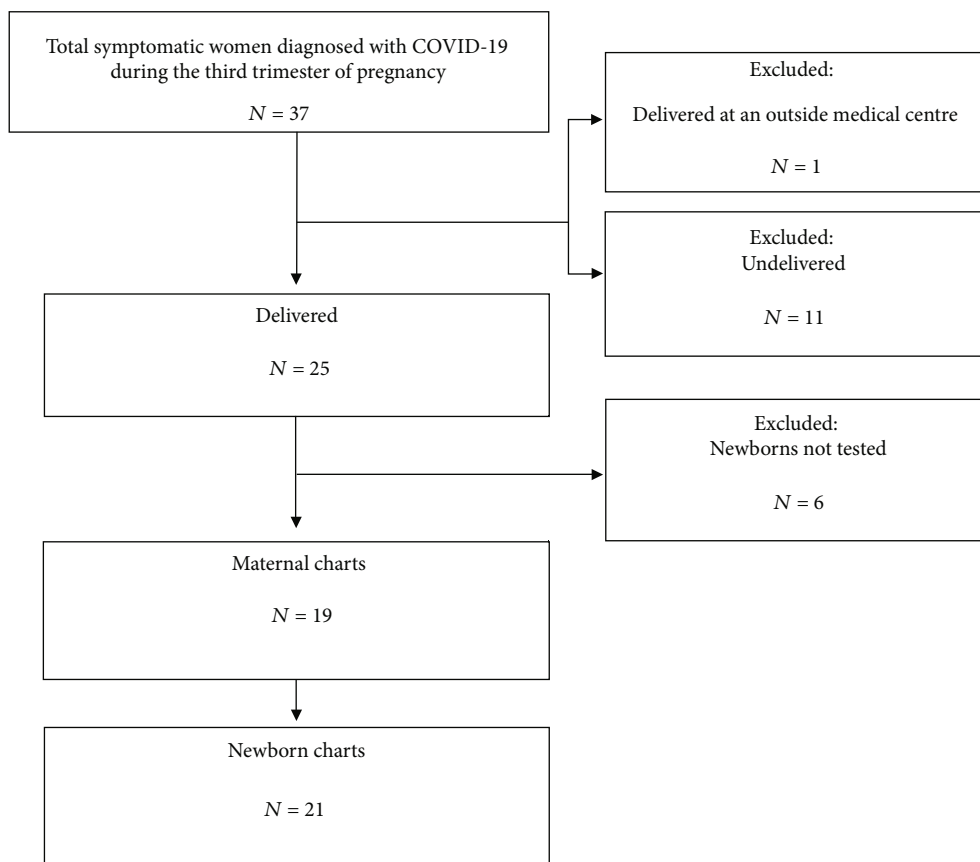 Total symptomatic women diagnosed with COVID-19
during the third trimester of pregnancy
N = 37
Excluded:
Delivered at an outside medical centre
N = 1
Excluded:
Undelivered
N = 11
Delivered
N = 25
Excluded:
Newborns not tested
N = 6
Maternal charts
N = 19
Newborn charts
N = 21